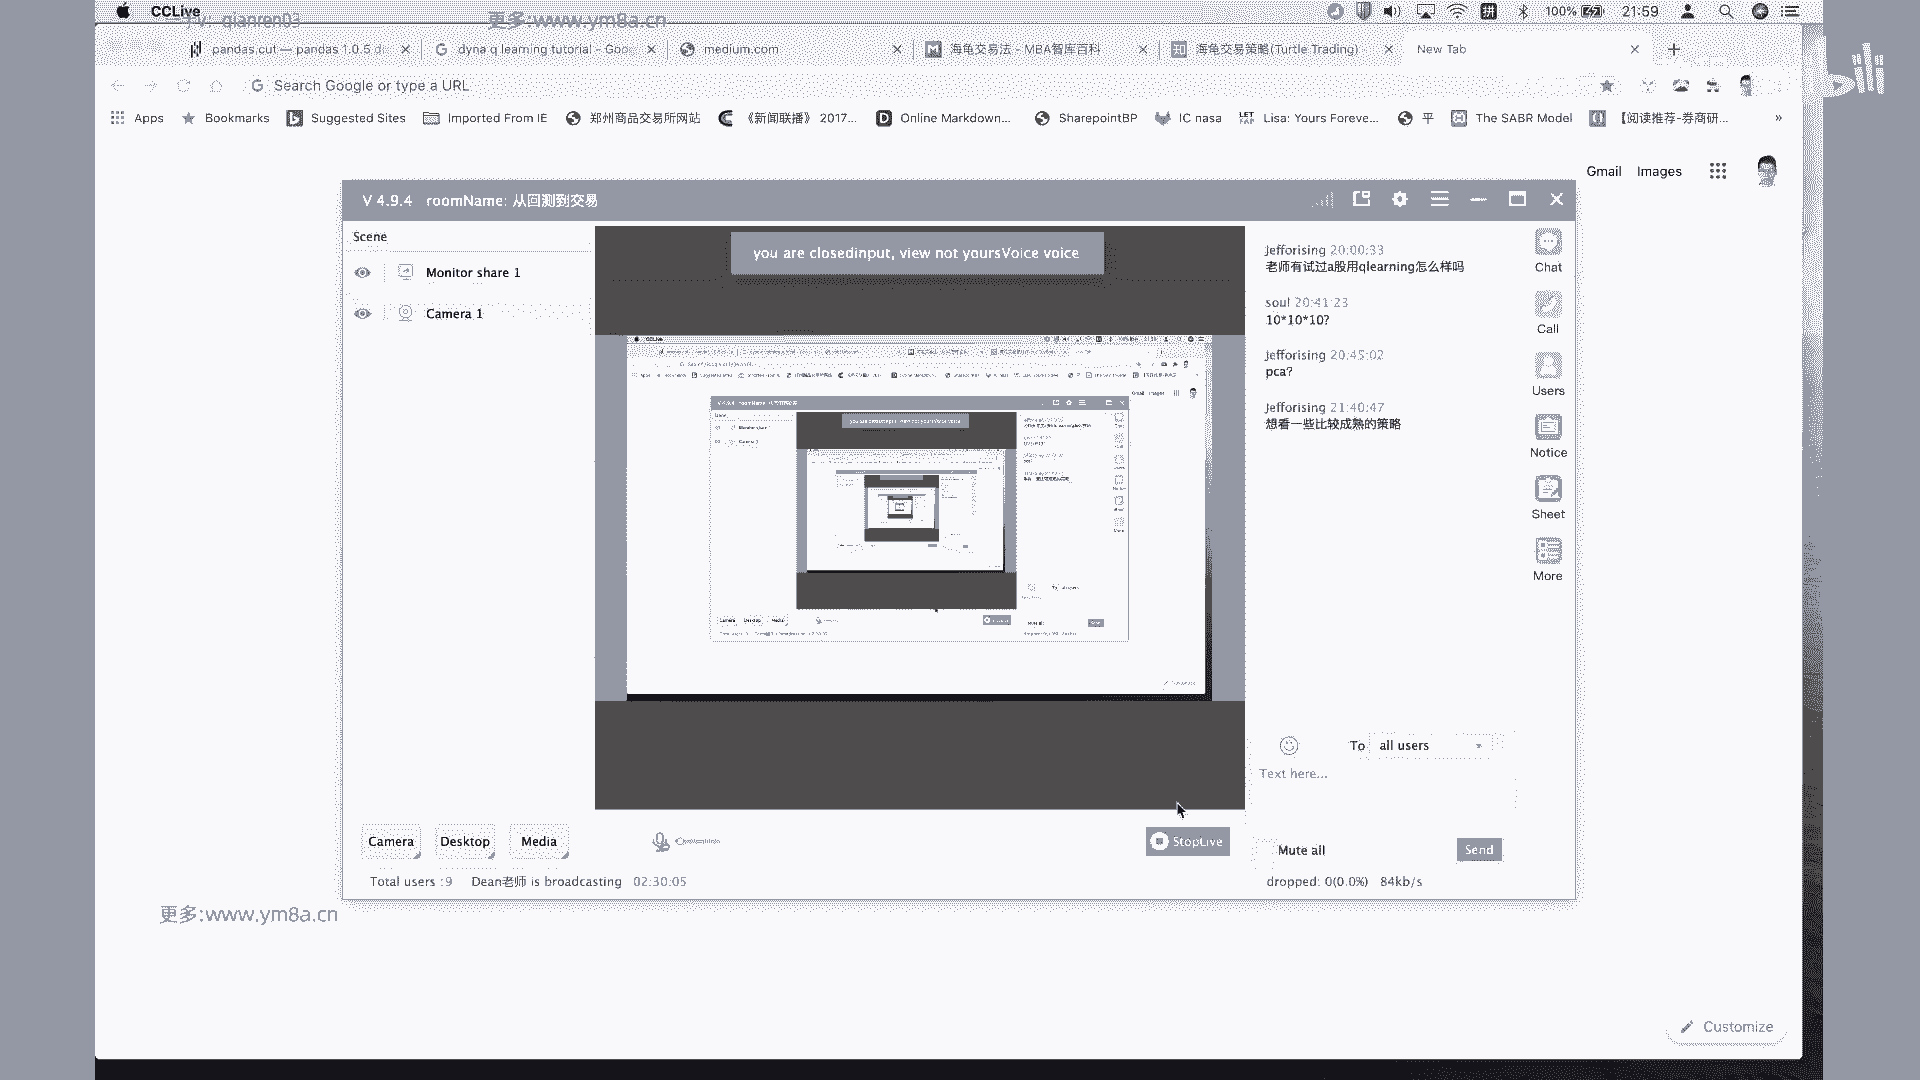 CCLive
更多:www.ym8a.cn
100%
21:59
pandas.cut — pandas 1.0.5 d
dyna q learning tutorial - Goo
medium.com
海龟交易法 - MBA智库百科
海龟交易策略(Turtle Trading)
New Tab
Search Google or type a URL
Apps
Bookmarks
Suggested Sites
Imported From IE
郑州商品交易所网站
《新闻联播》 2017...
Online Markdown...
SharepointBP
IC nasa
Lisa: Yours Foreve...
平
The SABR Model
【阅读推荐-券商研...
»
bili
Gmail
Images
V 4.9.4 roomName: 从回测到交易
Scene
Monitor share 1
Camera 1
you are closedinput, view not yoursVoice voice
Jefforising 20:00:33
老师有试过a股用qlearning怎么样吗
soul 20:41:23
10*10*10?
Jefforising 20:45:02
pca?
Jefforising 21:40:47
想看一些比较成熟的策略
Chat
Call
Users
Notice
Sheet
More
To all users
Text here...
Camera
Desktop
Media
StopLive
Mute all
Send
Total users :9 Dean老师 is broadcasting 02:30:05
dropped: 0(0.0%) 84kb/s
更多:www.ym8a.cn
Customize